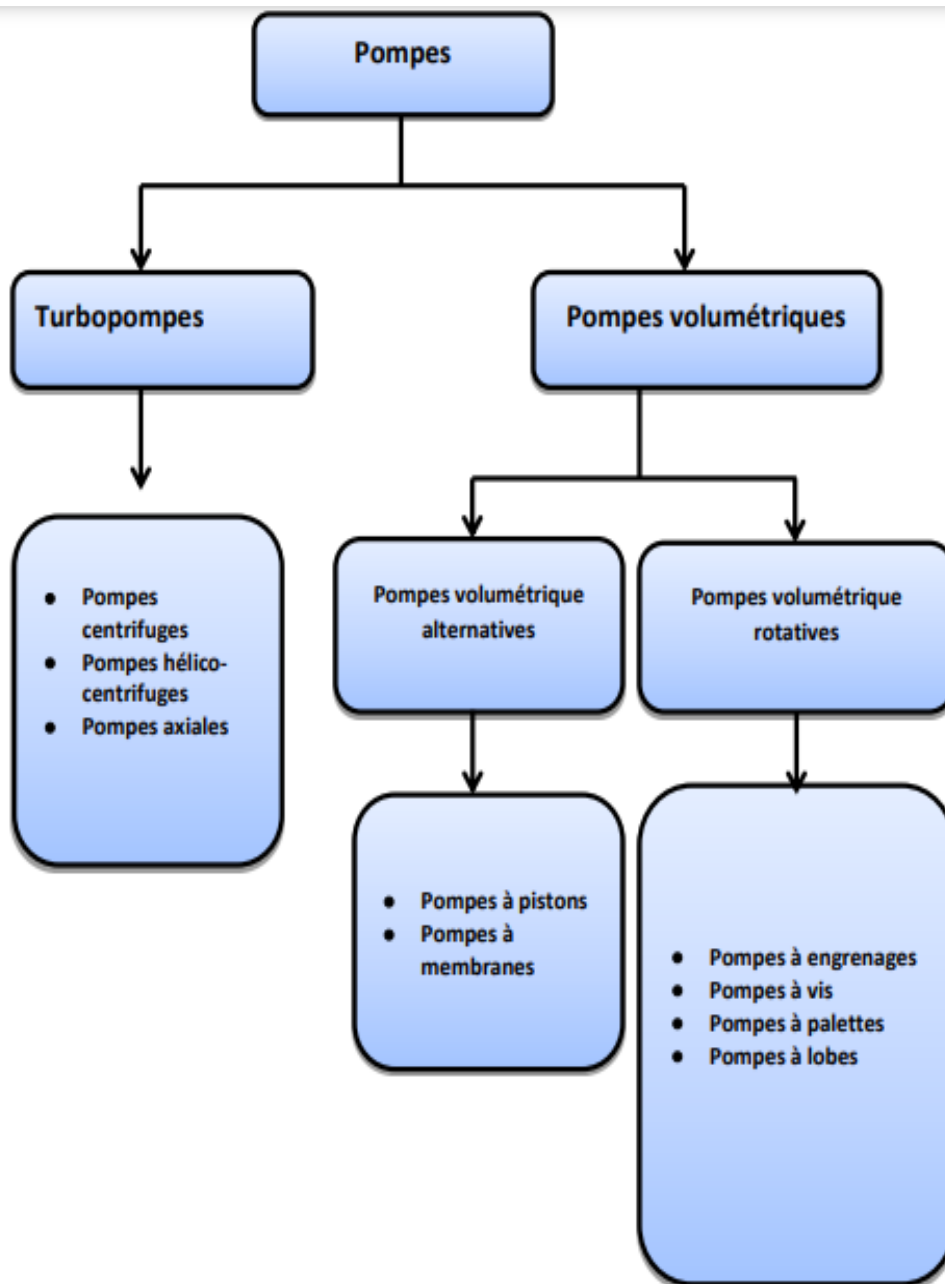 Pompes
Turbopompes
Pompes volumétriques
• Pompes
centrifuges
• Pompes hélico-
centrifuges
• Pompes axiales
Pompes volumétrique
alternatives
Pompes volumétrique
rotatives
• Pompes à pistons
• Pompes à
membranes
• Pompes à engrenages
• Pompes à vis
• Pompes à palettes
• Pompes à lobes